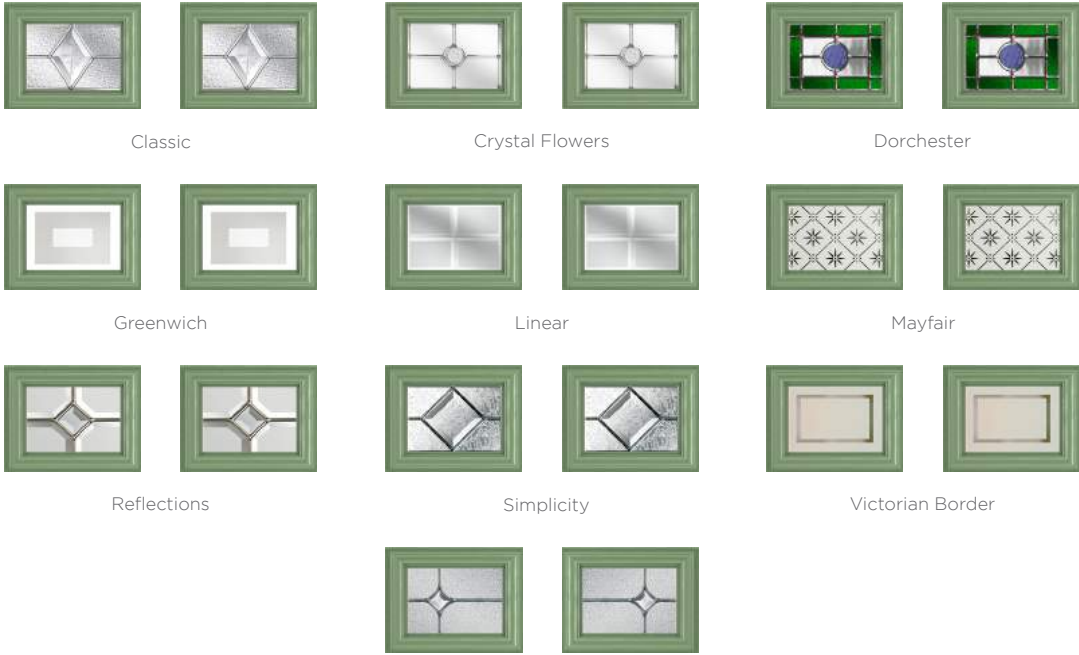 Classic
Crystal Flowers
Dorchester
Greenwich
Linear
Mayfair
Reflections
Simplicity
Victorian Border